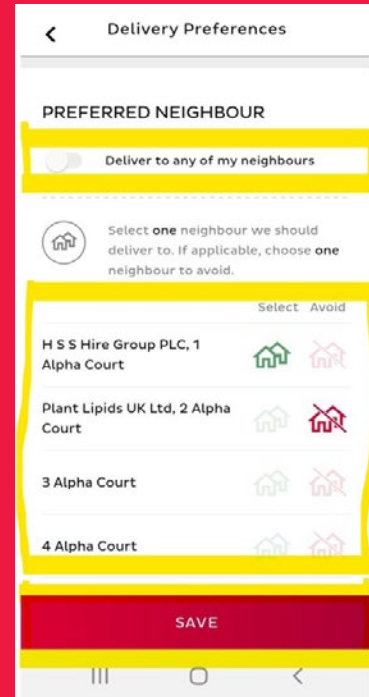 Delivery Preferences
PREFERRED NEIGHBOUR
Deliver to any of my neighbours
Select one neighbour we should
deliver to. If applicable, choose one
neighbour to avoid.
Select Avoid
H S S Hire Group PLC, 1
Alpha Court
Plant Lipids UK Ltd, 2 Alpha
Court
3 Alpha Court
4 Alpha Court
SAVE